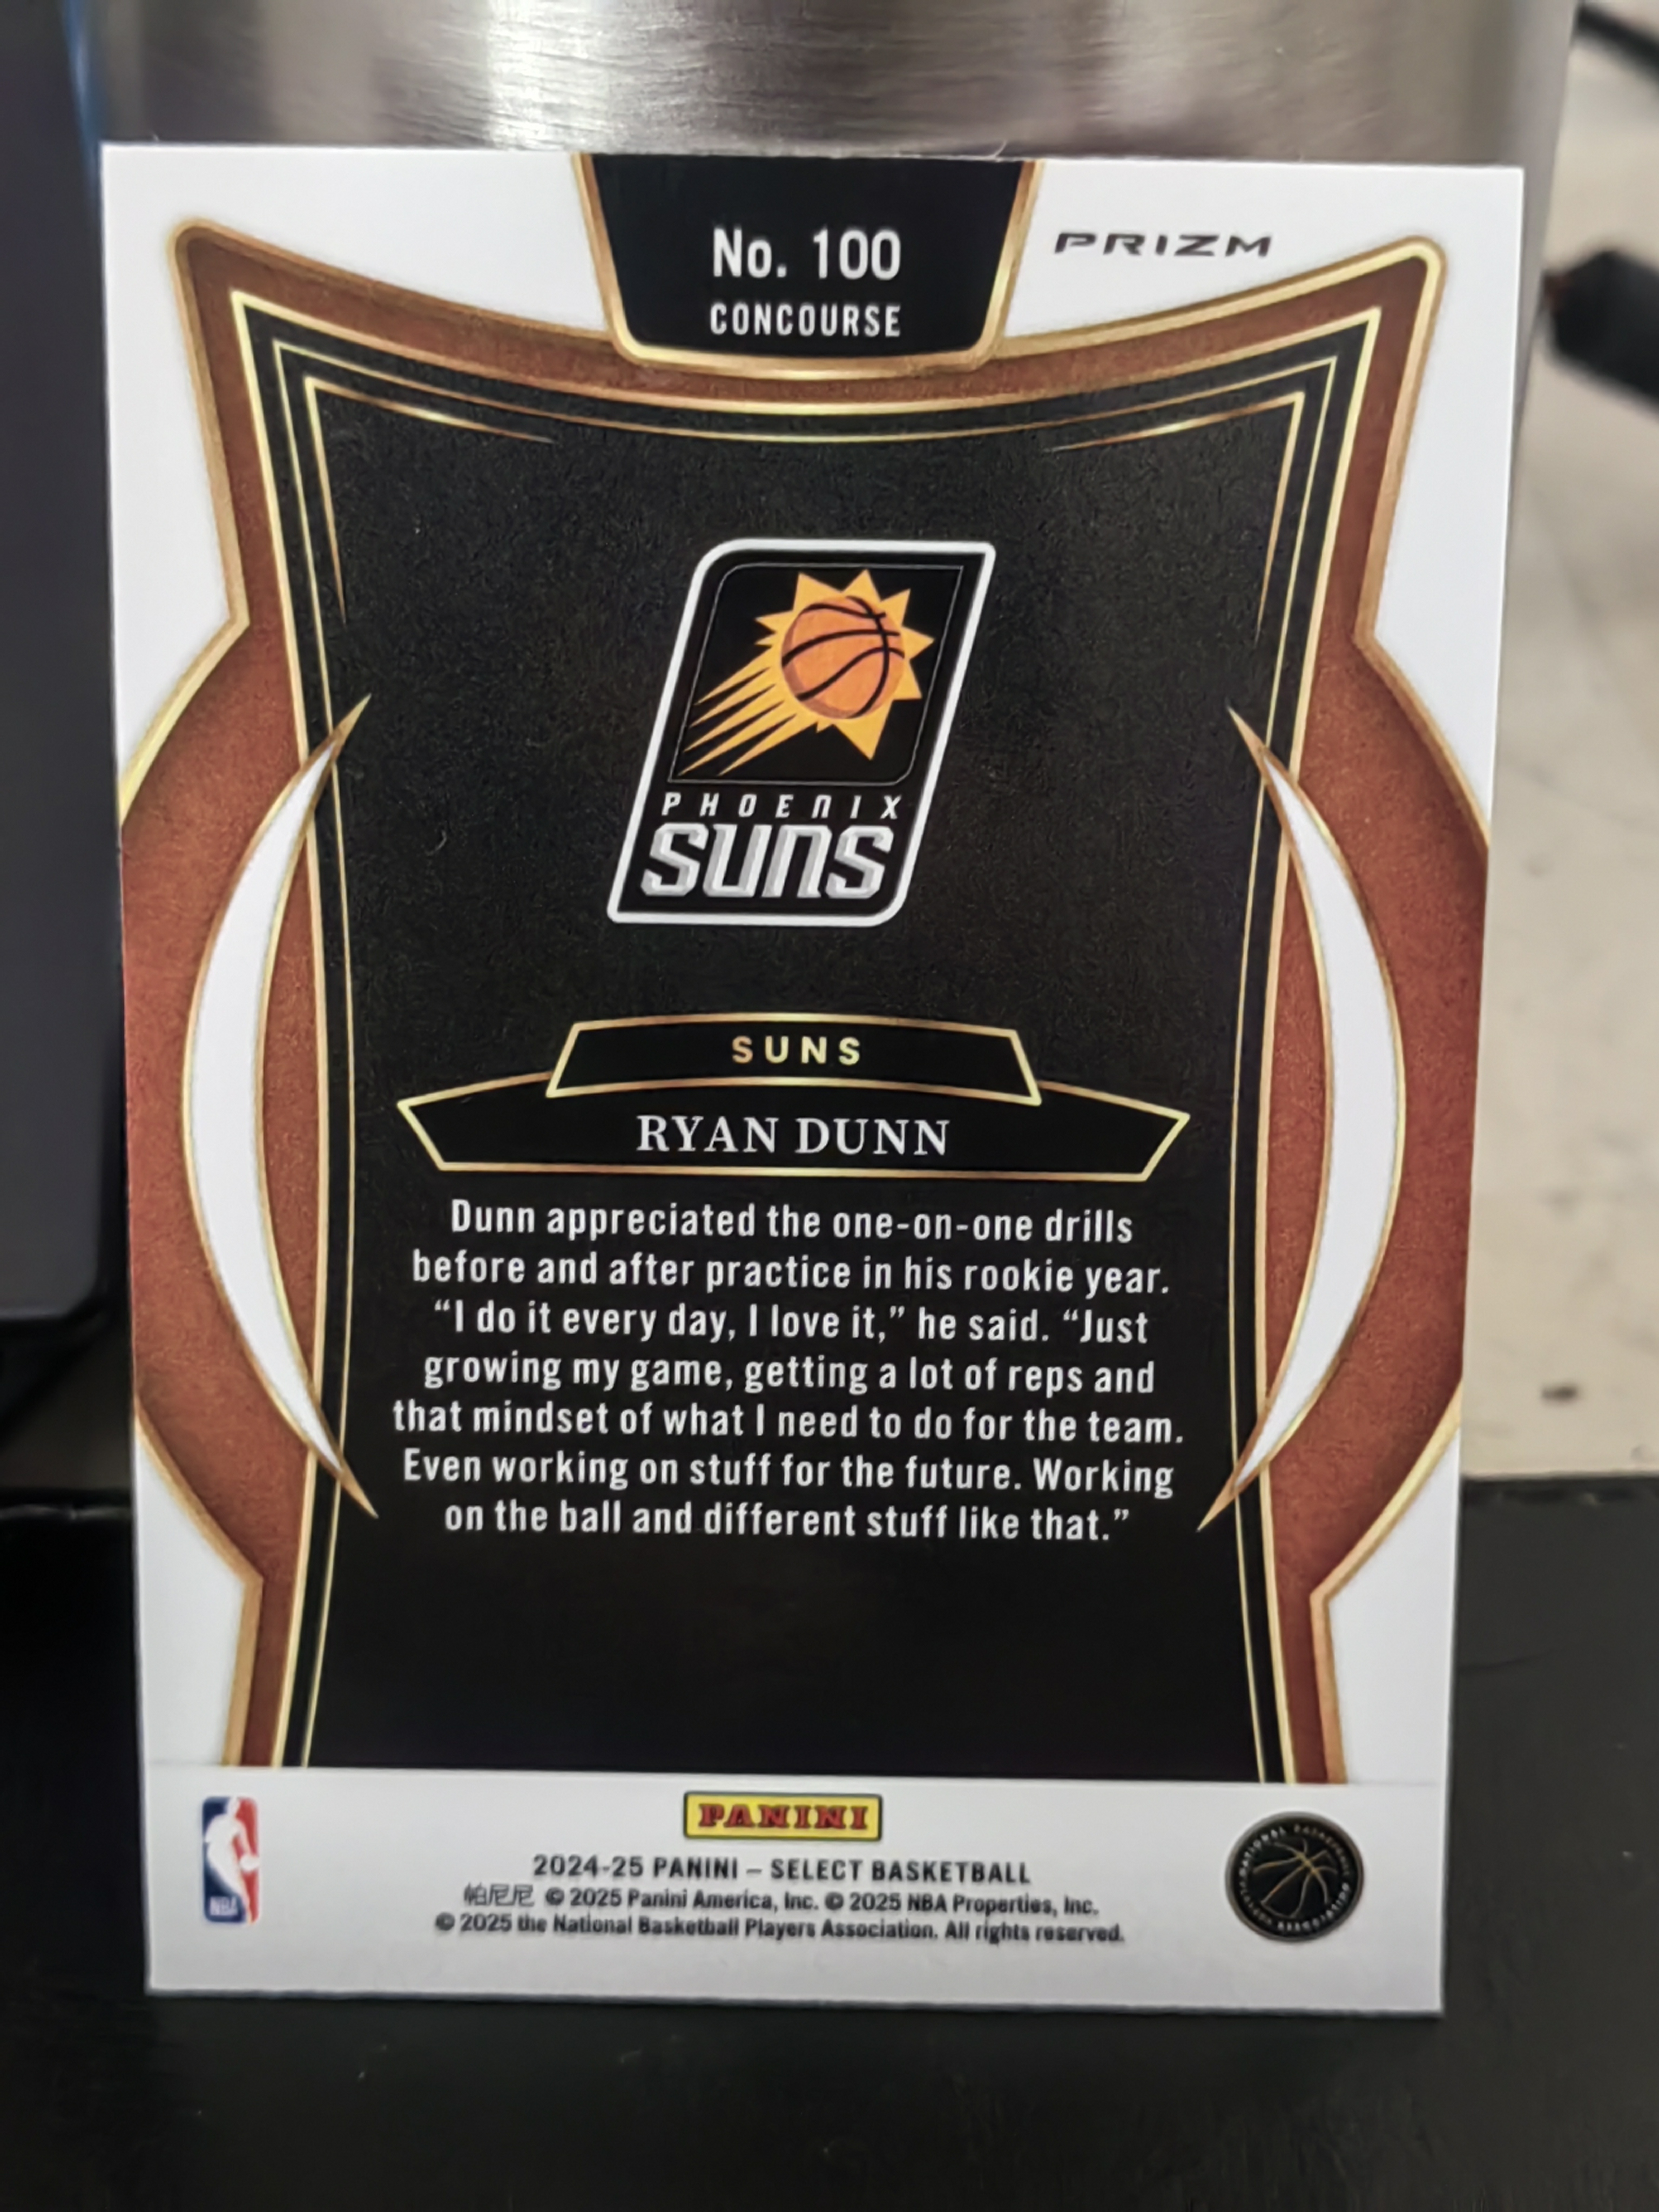 No. 100
CONCOURSE
PRIZM
PHOENIX
SUNS
SUNS
RYAN DUNN
Dunn appreciated the one-on-one drills
before and after practice in his rookie year.
“I do it every day, I love it,” he said. “Just
growing my game, getting a lot of reps and
that mindset of what I need to do for the team.
Even working on stuff for the future. Working
on the ball and different stuff like that.”
PANINI
2024-25 PANINI – SELECT BASKETBALL
帕尼尼 © 2025 Panini America, Inc. © 2025 NBA Properties, Inc.
© 2025 the National Basketball Players Association. All rights reserved.
NBA